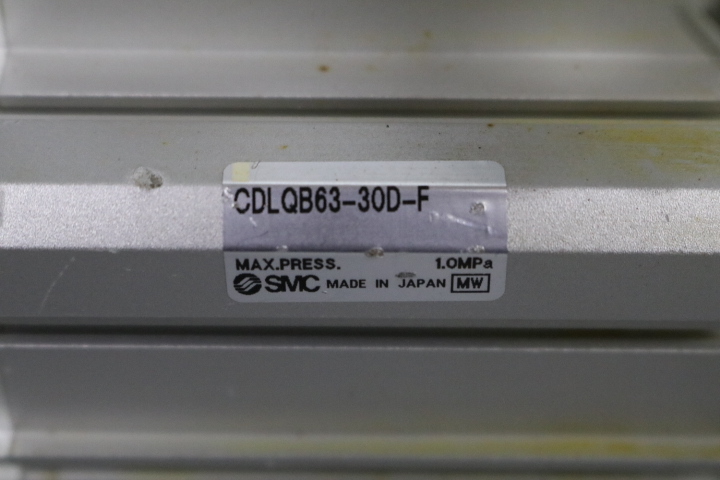 CDLQB63-30D-F
MAX.PRESS. 1.0MPa
SMC MADE IN JAPAN MW